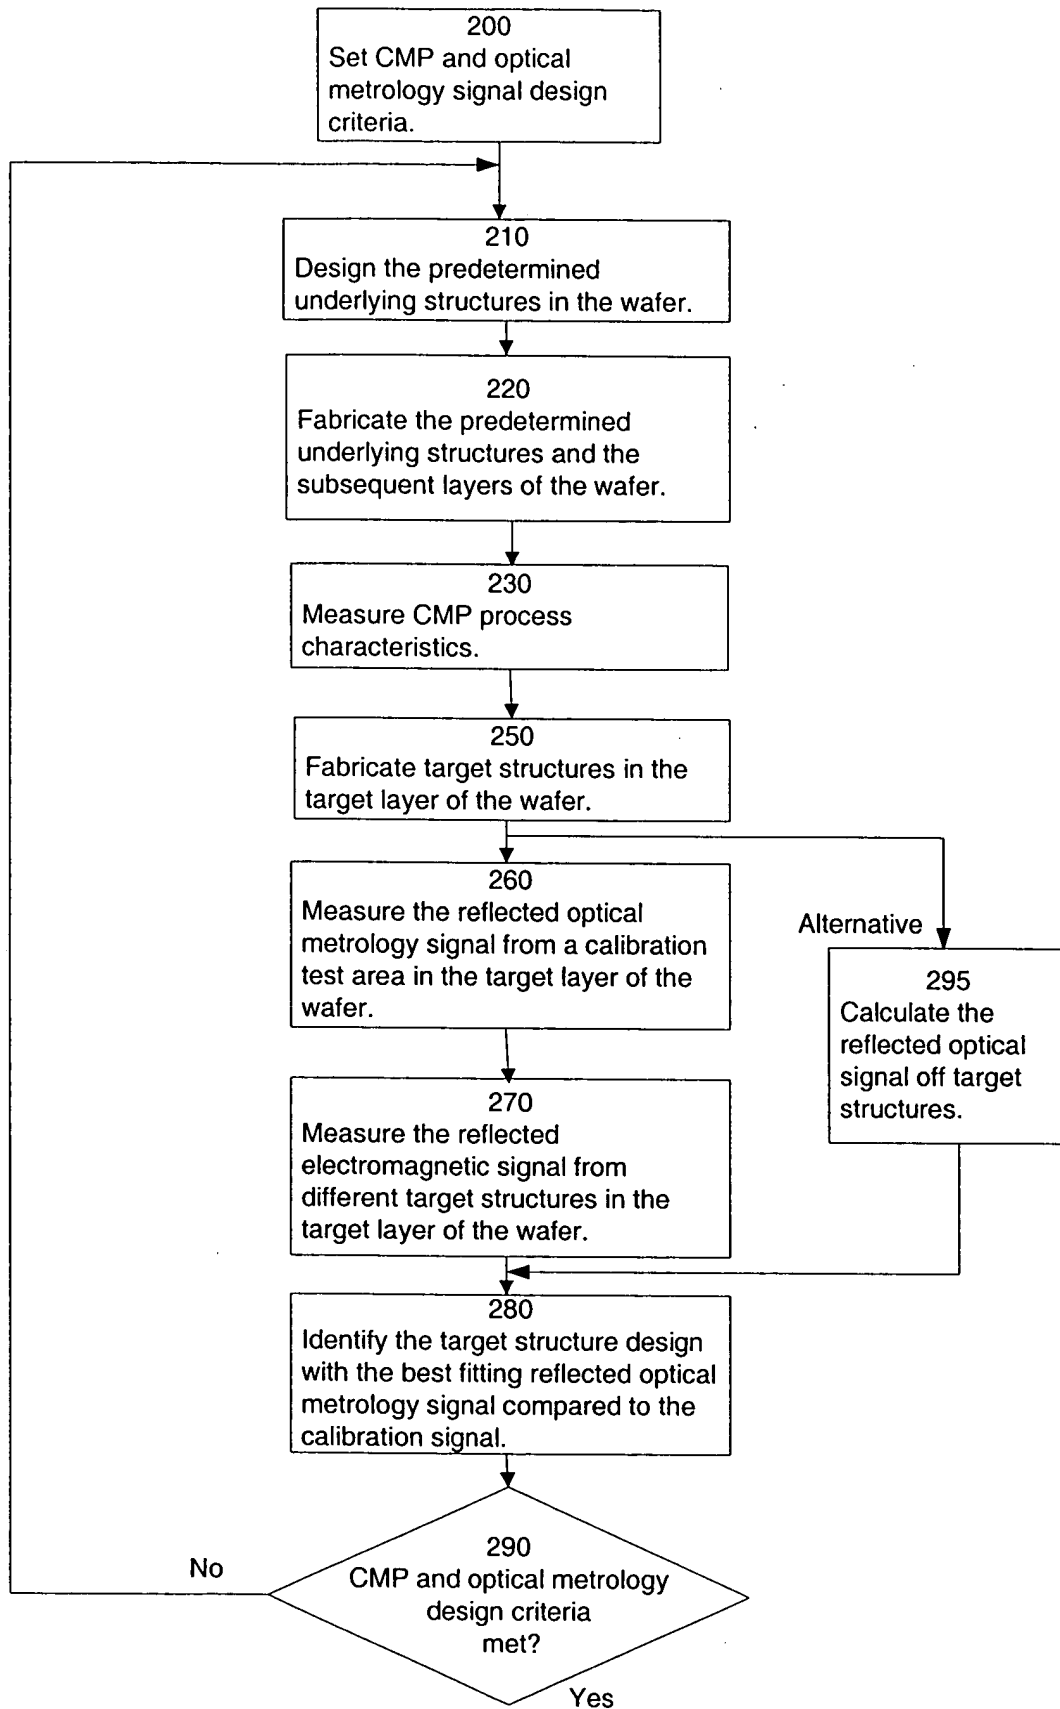 200
Set CMP and optical
metrology signal design
criteria.
210
Design the predetermined
underlying structures in the wafer.
220
Fabricate the predetermined
underlying structures and the
subsequent layers of the wafer.
230
Measure CMP process
characteristics.
250
Fabricate target structures in the
target layer of the wafer.
260
Measure the reflected optical
metrology signal from a calibration
test area in the target layer of the
wafer.
Alternative
295
Calculate the
reflected optical
signal off target
structures.
270
Measure the reflected
electromagnetic signal from
different target structures in the
target layer of the wafer.
280
Identify the target structure design
with the best fitting reflected optical
metrology signal compared to the
calibration signal.
290
CMP and optical metrology
design criteria
met?
No
Yes